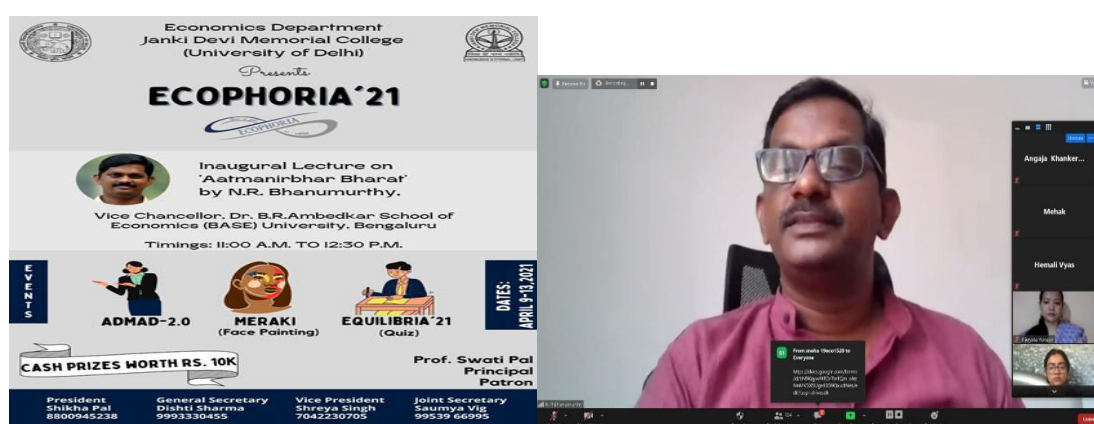 Economics Department
Janki Devi Memorial College
(University of Delhi)
Presents
ECOPHORIA'21
ECOPHORIA
Inaugural Lecture on
'Aatmanirbhar Bharat'
by N.R. Bhanumurthy,
Vice Chancellor, Dr. B.R.Ambedkar School of
Economics (BASE) University, Bengaluru
Timings: 11:00 A.M. TO 12:30 P.M.
EVENTS
ADMAD-2.0
MERAKI
(Face Painting)
EQUILIBRIA'21
(Quiz)
DATES:
APRIL 9-13,2021
CASH PRIZES WORTH RS. 10K
Prof. Swati Pal
Principal
Patron
President
Shikha Pal
8800945238
General Secretary
Dishti Sharma
9993330455
Vice President
Shreya Singh
7042230705
Joint Secretary
Saumya Vig
99539 66995
Recording
Angaja Khanker...
Mehak
Hemali Vyas
From sneha 19eco1529 to
Everyone
Leave